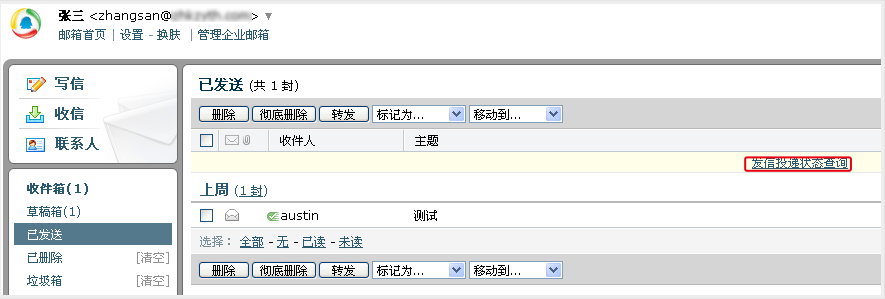 张三 <zhangsan@
邮箱首页 | 设置 - 换肤 | 管理企业邮箱
写信
收信
联系人
收件箱(1)
草稿箱(1)
已发送
已删除 [清空]
垃圾箱 [清空]
已发送 (共 1 封)
删除 彻底删除 转发 标记为... 移动到...
收件人 主题
发信投递状态查询
上周 (1 封)
austin 测试
选择： 全部 - 无 - 已读 - 未读
删除 彻底删除 转发 标记为... 移动到...